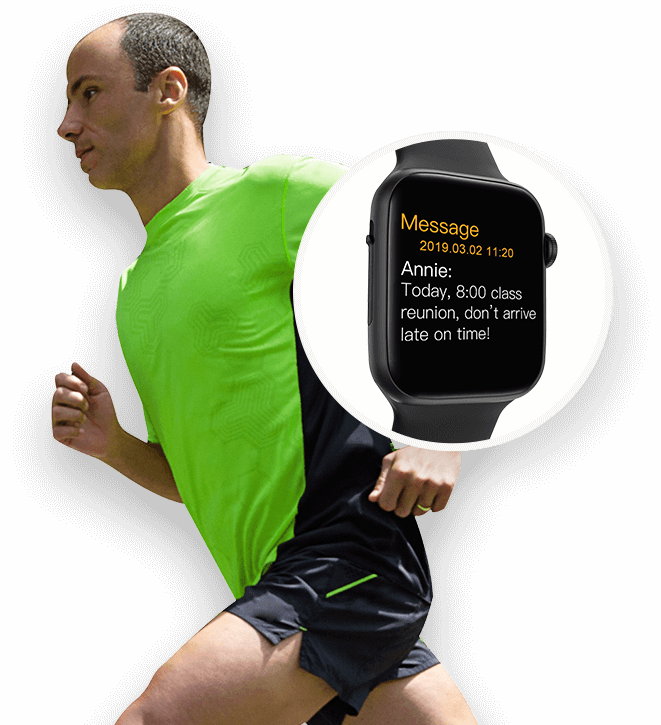 Message
2019.03.02 11:20
Annie:
Today, 8:00 class
reunion, don't arrive
late on time!